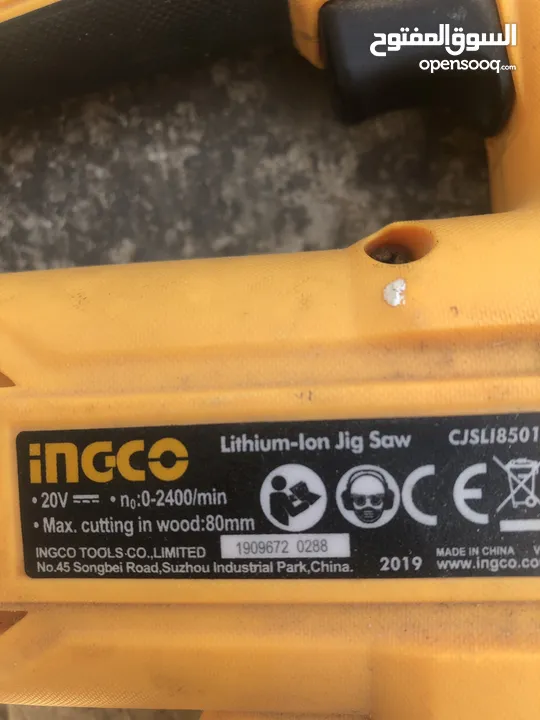 السوق المفتوح
opensooq.com
INGCO
Lithium-Ion Jig Saw
CJSLI8501
• 20V ⎓ • n₀:0-2400/min
• Max. cutting in wood:80mm
INGCO TOOLS CO.,LIMITED
1909672 0288
No.45 Songbei Road,Suzhou Industrial Park,China.
2019
MADE IN CHINA V
www.ingco.co
CE